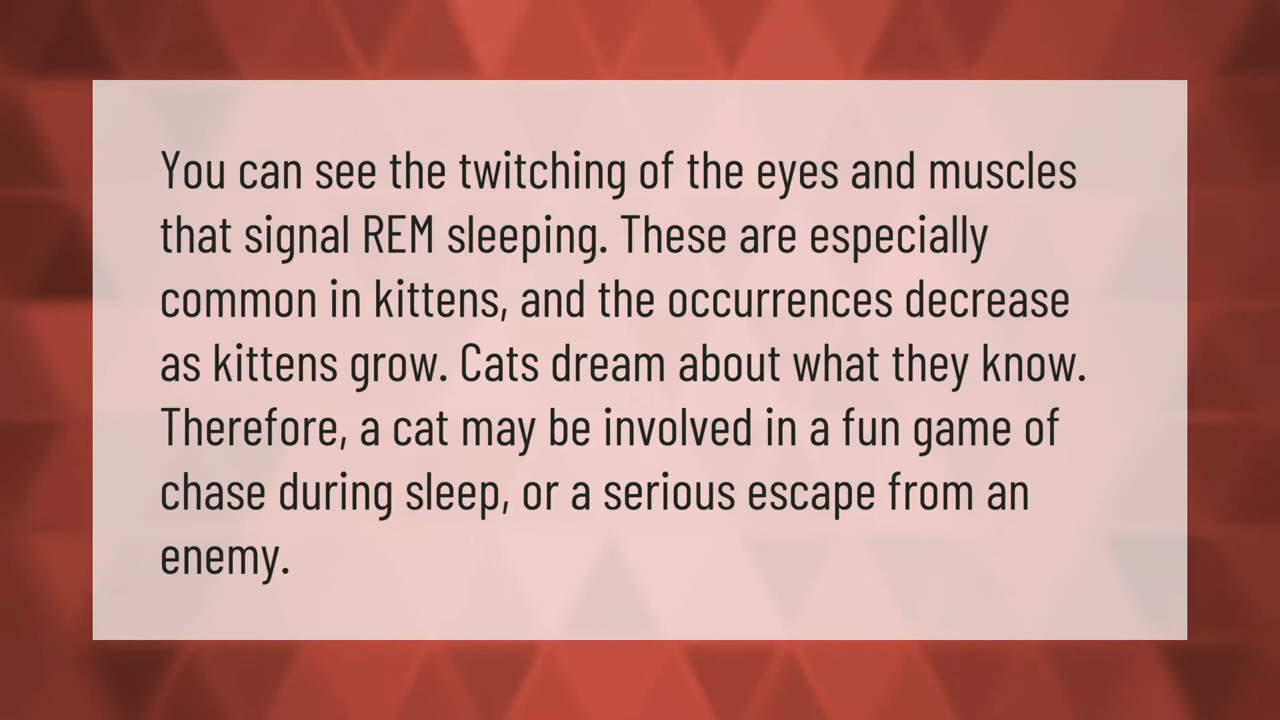 You can see the twitching of the eyes and muscles
that signal REM sleeping. These are especially
common in kittens, and the occurrences decrease
as kittens grow. Cats dream about what they know.
Therefore, a cat may be involved in a fun game of
chase during sleep, or a serious escape from an
enemy.